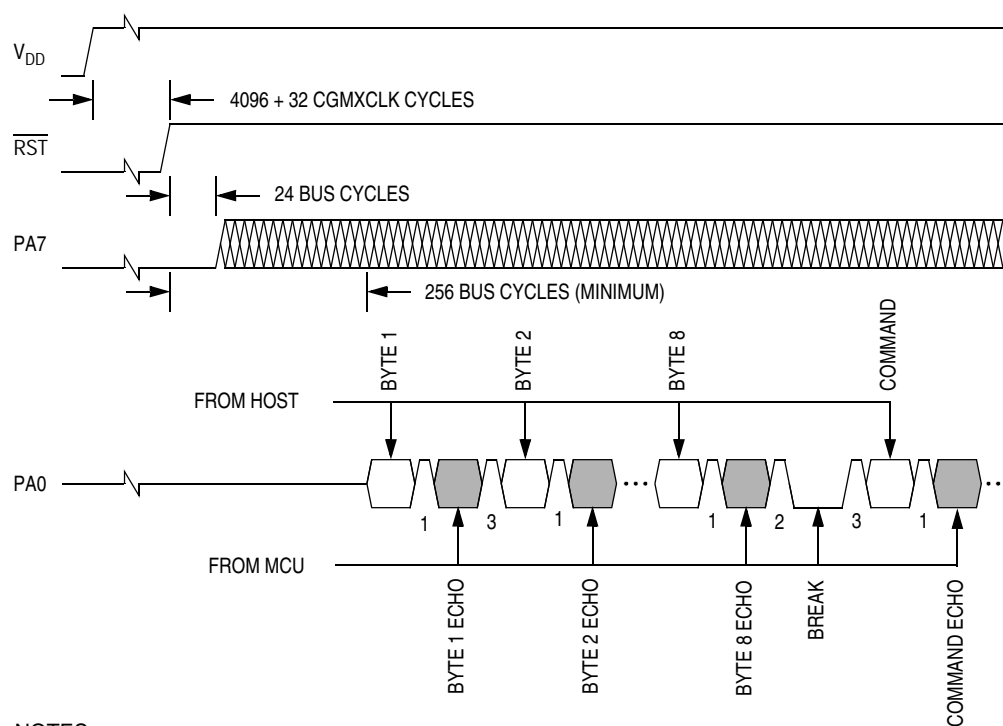 VDD
4096 + 32 CGMXCLK CYCLES
RST
24 BUS CYCLES
PA7
256 BUS CYCLES (MINIMUM)
BYTE 1
BYTE 2
BYTE 8
COMMAND
FROM HOST
PA0
1 3 1 1 2 3 1
FROM MCU
BYTE 1 ECHO
BYTE 2 ECHO
BYTE 8 ECHO
BREAK
COMMAND ECHO
NOTES